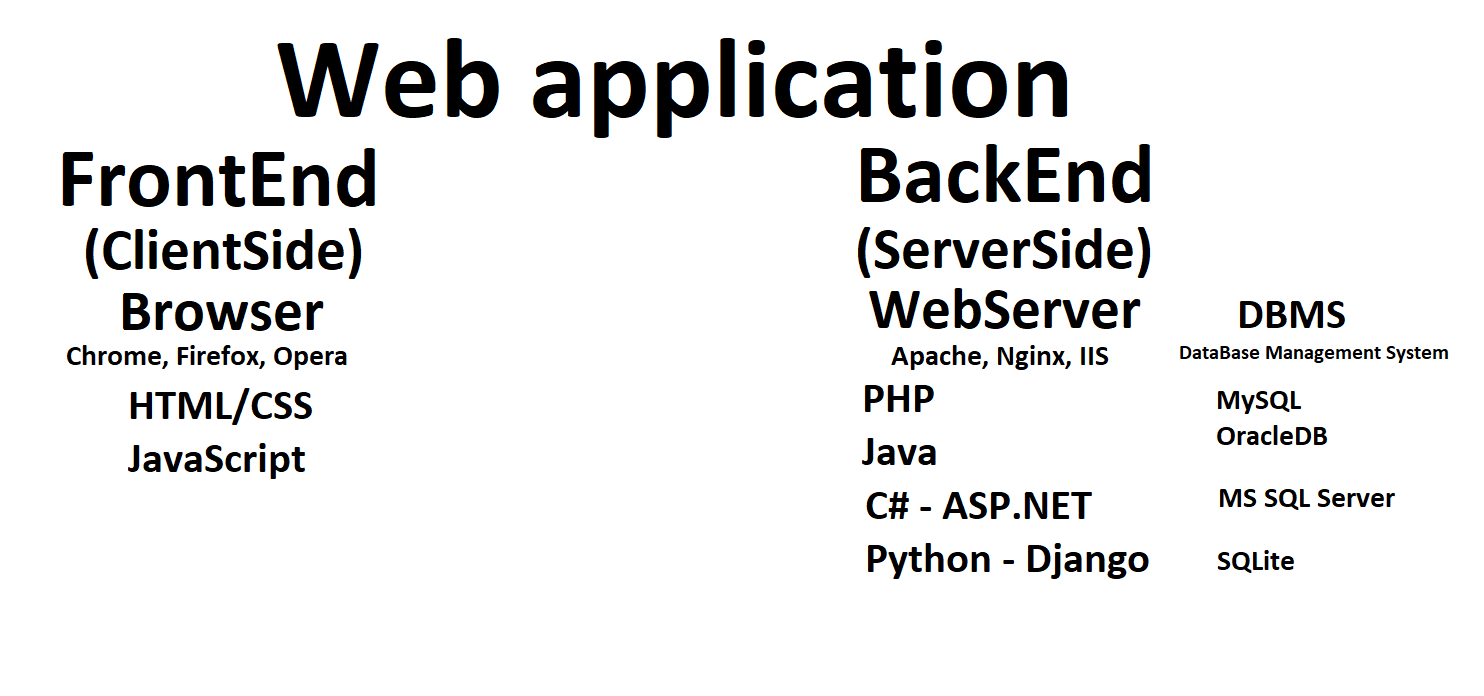 Web application
FrontEnd
(ClientSide)
Browser
Chrome, Firefox, Opera
HTML/CSS
JavaScript
BackEnd
(ServerSide)
WebServer
Apache, Nginx, IIS
PHP
Java
C# - ASP.NET
Python - Django
DBMS
DataBase Management System
MySQL
OracleDB
MS SQL Server
SQLite